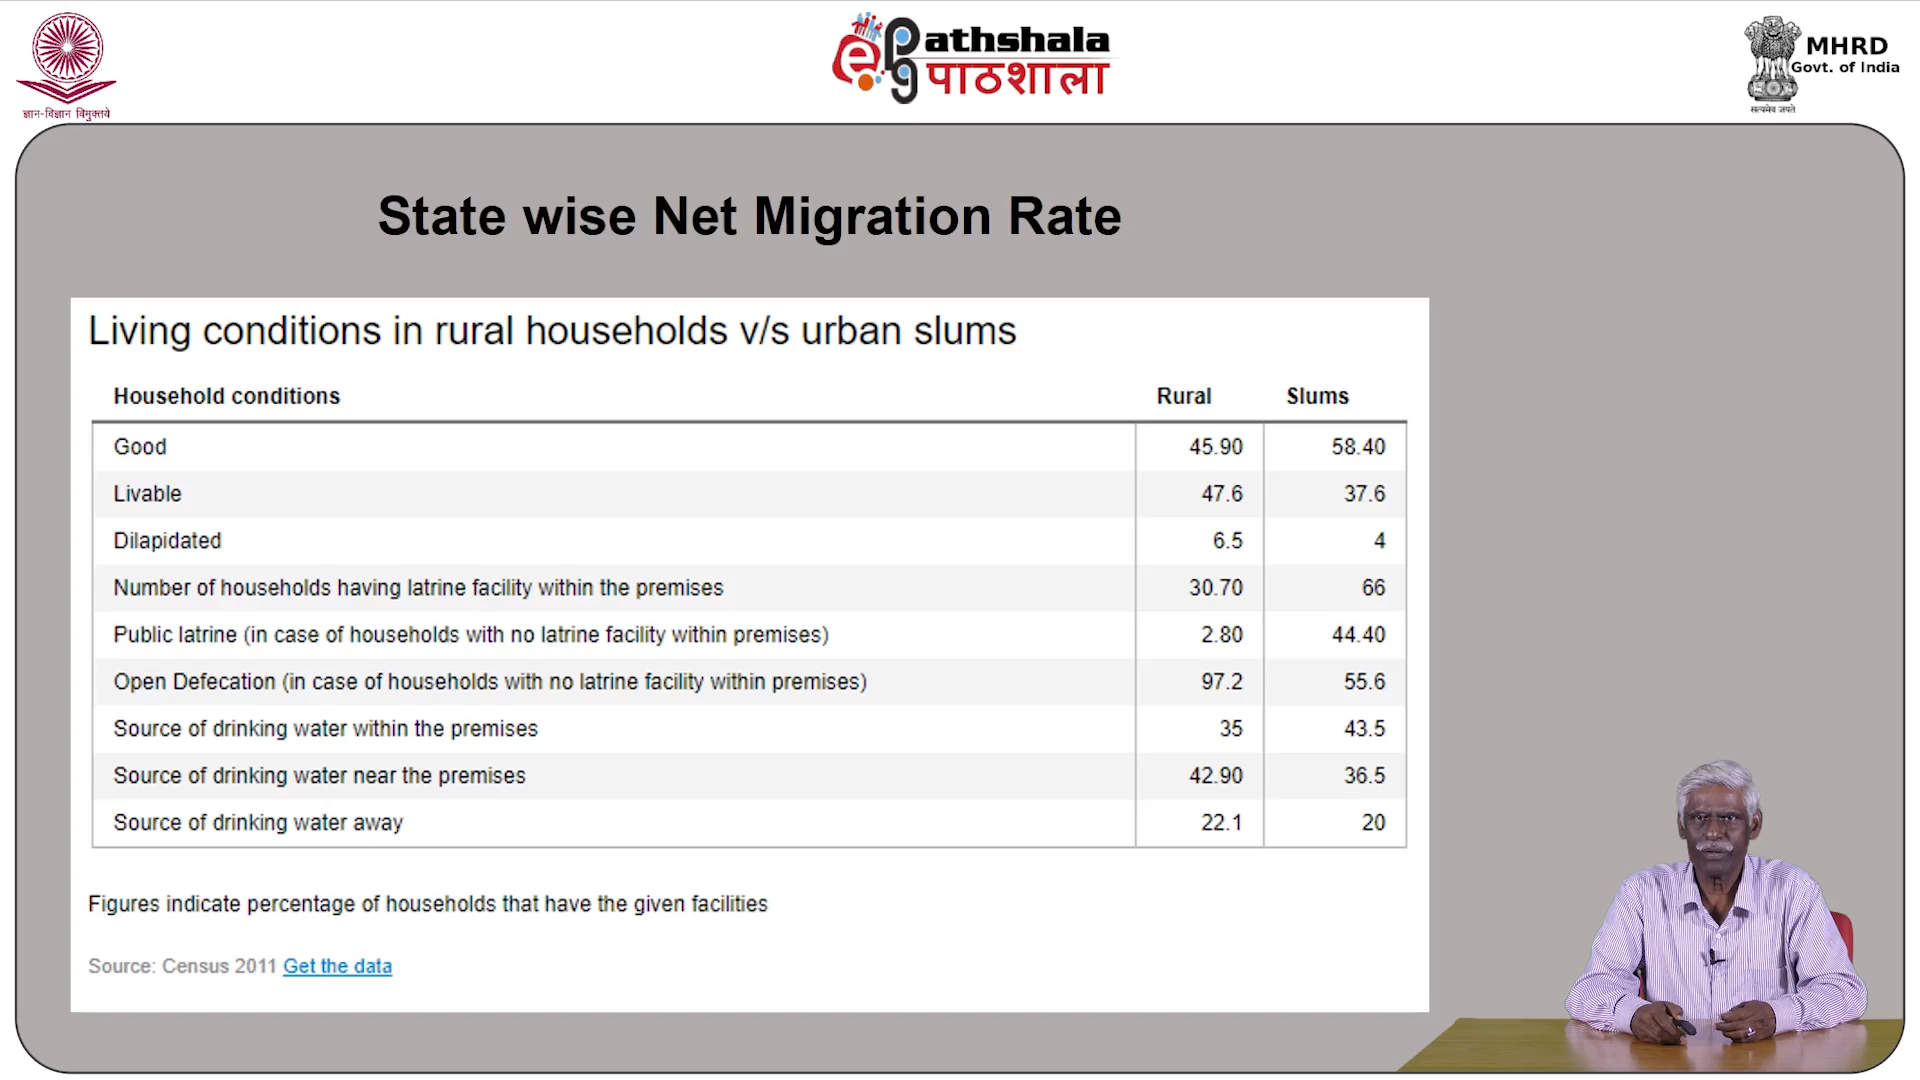 ज्ञान-विज्ञान विमुक्तये
ePathshala
पाठशाला
MHRD
Govt. of India
सत्यमेव जयते
State wise Net Migration Rate
Living conditions in rural households v/s urban slums
Household conditions Rural Slums
Good 45.90 58.40
Livable 47.6 37.6
Dilapidated 6.5 4
Number of households having latrine facility within the premises 30.70 66
Public latrine (in case of households with no latrine facility within premises) 2.80 44.40
Open Defecation (in case of households with no latrine facility within premises) 97.2 55.6
Source of drinking water within the premises 35 43.5
Source of drinking water near the premises 42.90 36.5
Source of drinking water away 22.1 20
Figures indicate percentage of households that have the given facilities
Source: Census 2011 Get the data